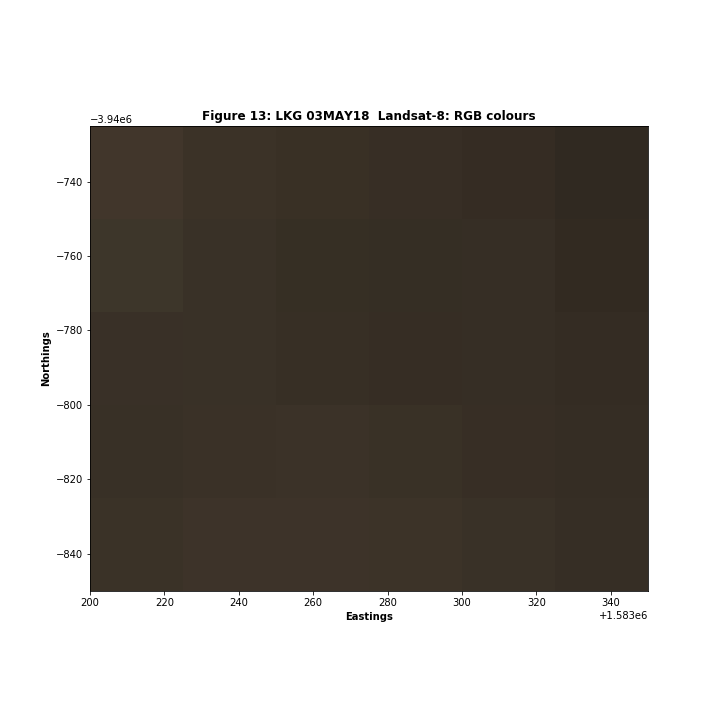 Figure 13: LKG 03MAY18  Landsat-8: RGB colours
−3.94e6
−740
−760
−780
−800
−820
−840
Northings
200 220 240 260 280 300 320 340
+1.583e6
Eastings